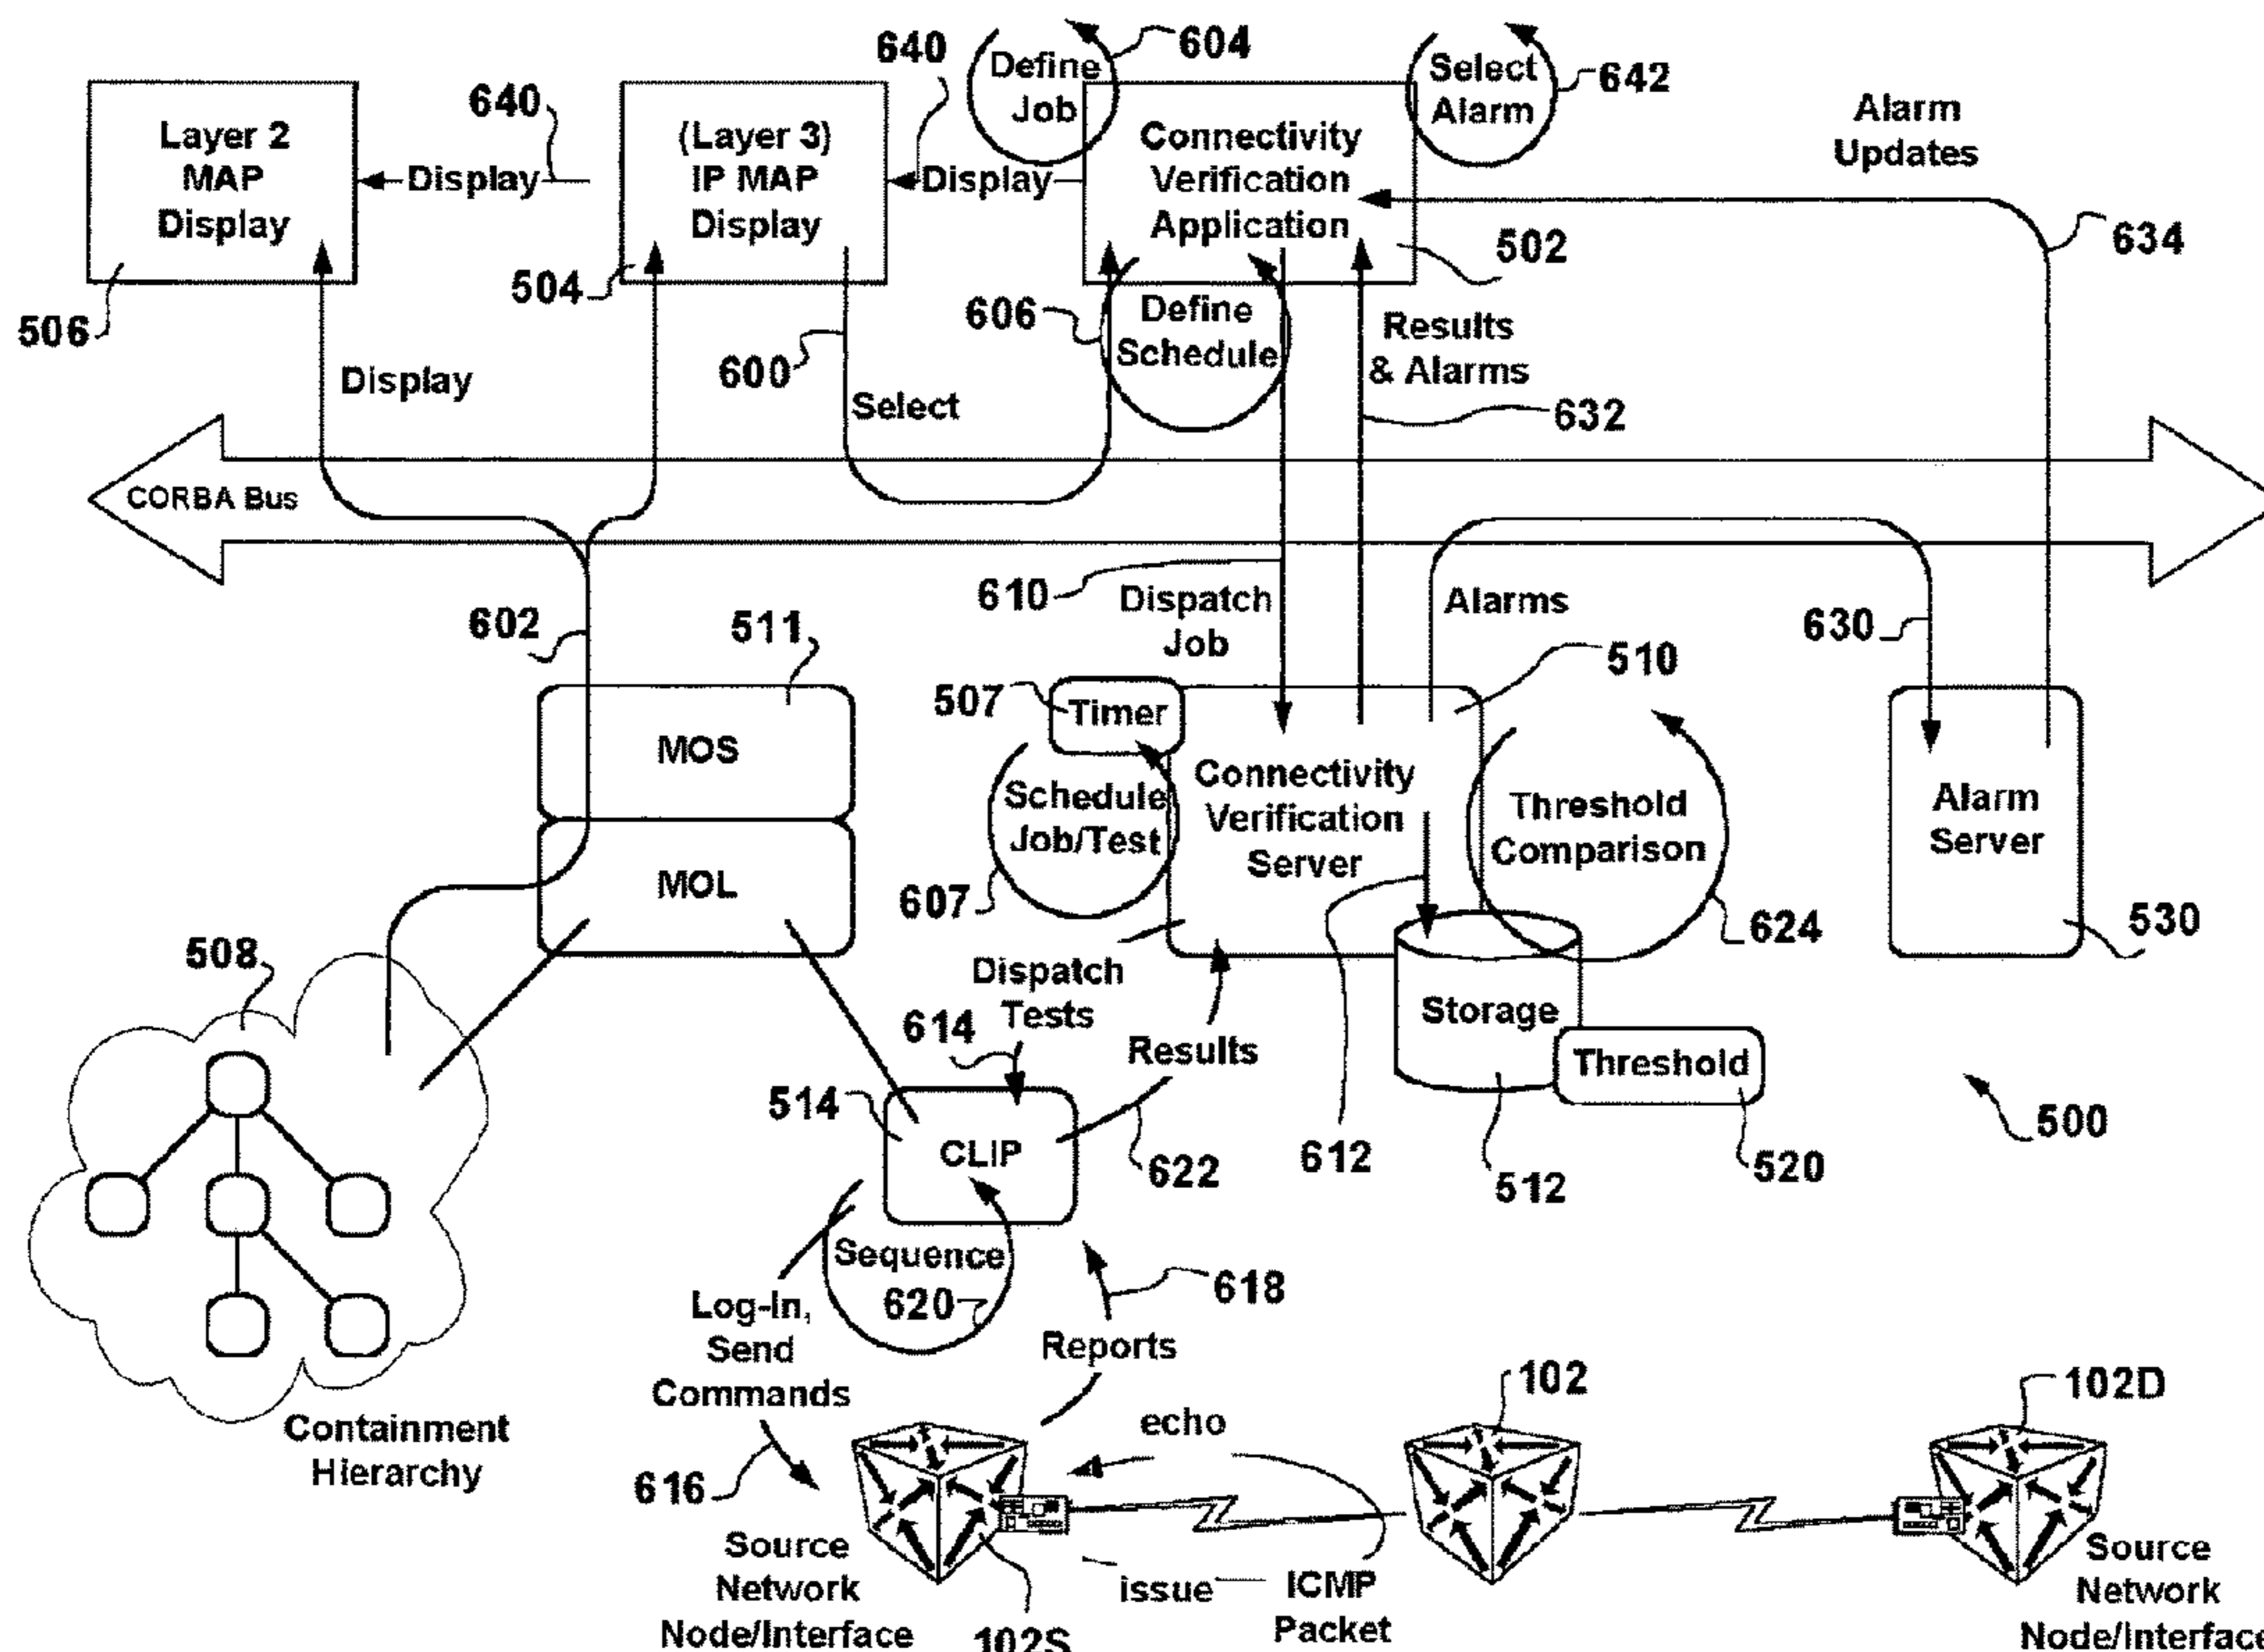 640
Define
Job
604
Select
Alarm
642
Alarm
Updates
640
Layer 2
MAP
Display
Display
(Layer 3)
IP MAP
Display
Display
Connectivity
Verification
Application
502
634
506
504
606
Define
Schedule
Results
& Alarms
Display
600
Select
632
CORBA Bus
602
511
610
Dispatch
Job
Alarms
630
510
507
Timer
MOS
Schedule
Job/Test
Connectivity
Verification
Server
Threshold
Comparison
Alarm
Server
MOL
607
624
530
508
Dispatch
Tests
614
Results
Storage
Threshold
514
CLIP
622
612
512
520
500
Sequence
620
618
Log-In,
Send
Commands
Reports
Containment
Hierarchy
616
echo
102
102D
Source
Network
Node/Interface
102S
issue
ICMP
Packet
Source
Network
Node/Interface